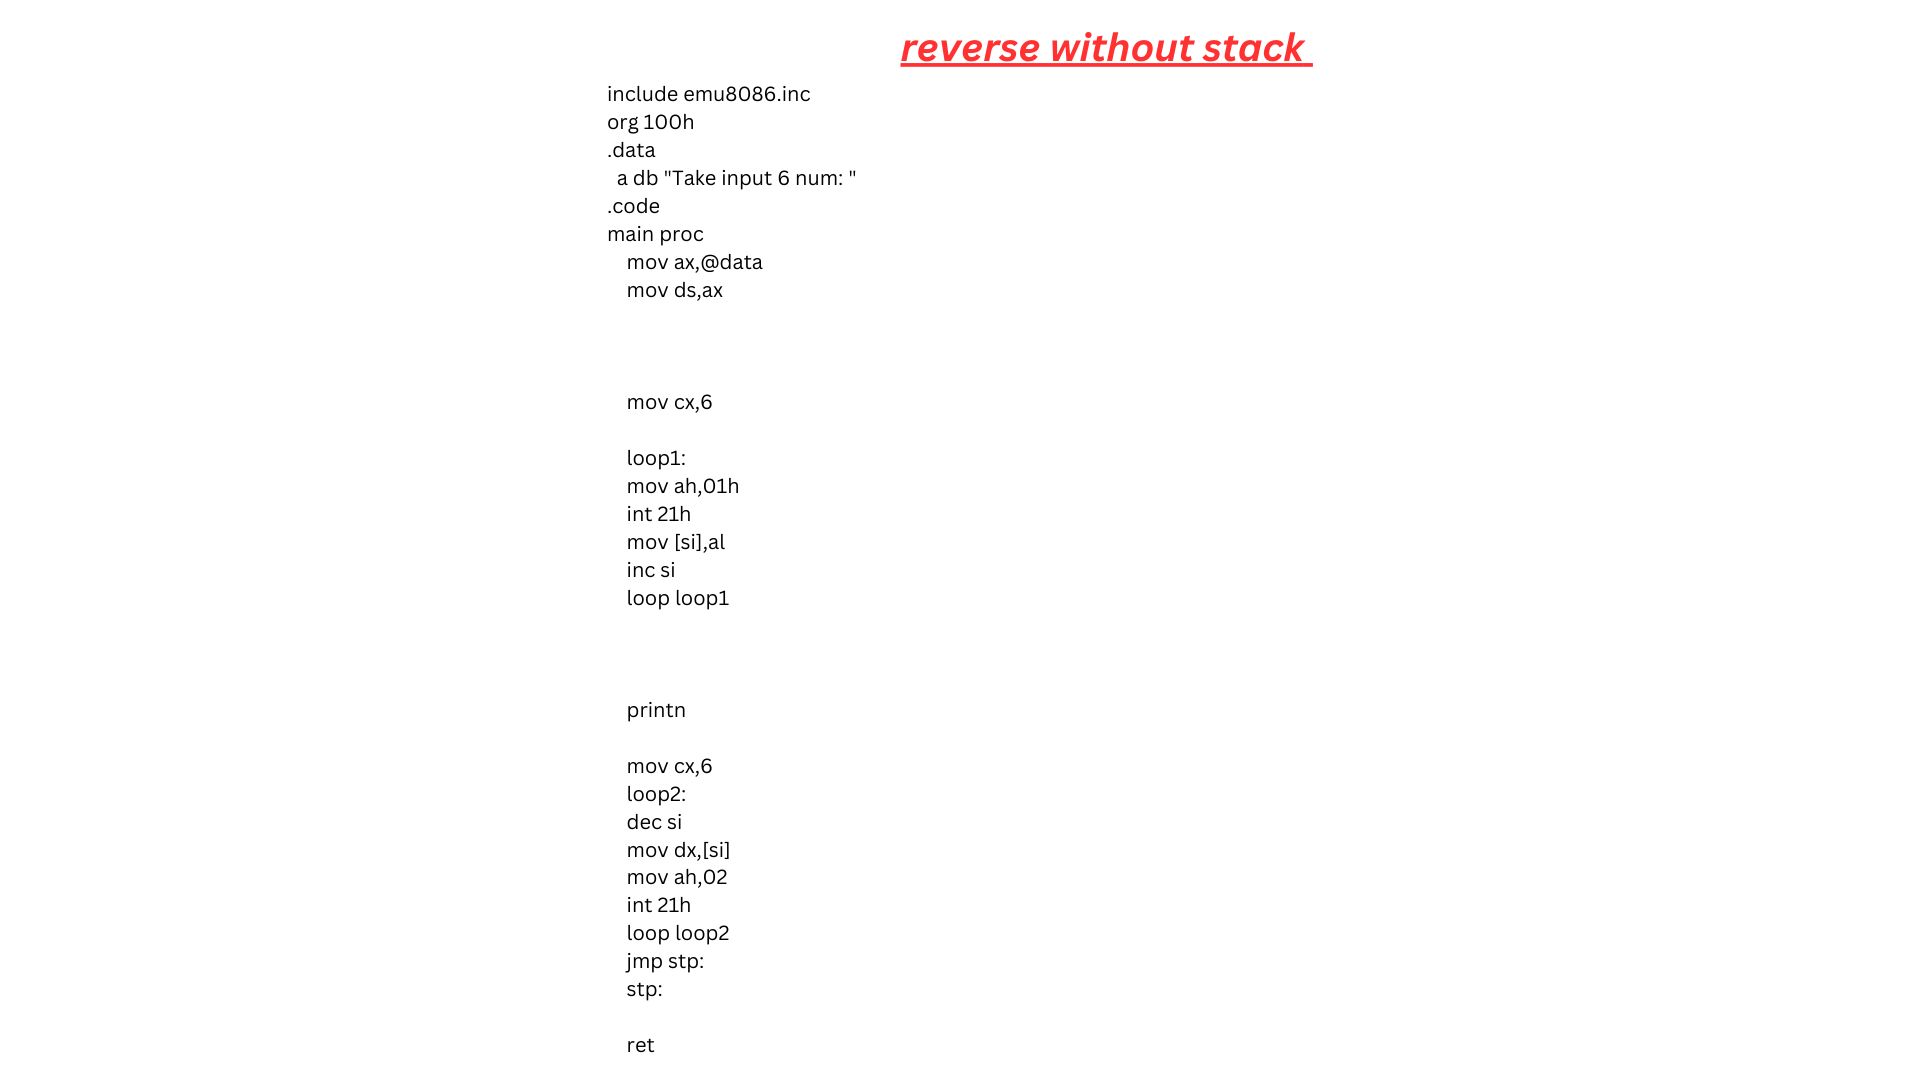 reverse without stack
include emu8086.inc
org 100h
.data
a db "Take input 6 num: "
.code
main proc
mov ax,@data
mov ds,ax
mov cx,6
loop1:
mov ah,01h
int 21h
mov [si],al
inc si
loop loop1
printn
mov cx,6
loop2:
dec si
mov dx,[si]
mov ah,02
int 21h
loop loop2
jmp stp:
stp:
ret